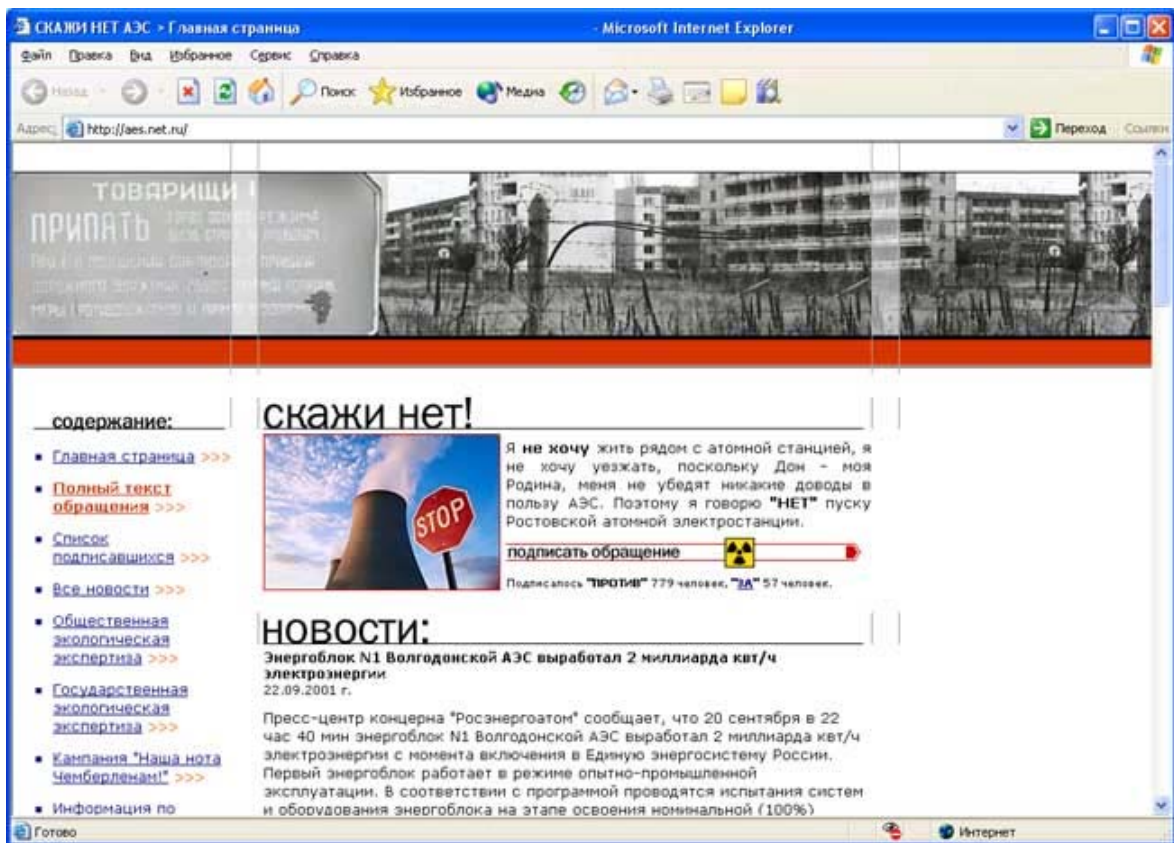 СКАЖИ НЕТ АЭС > Главная страница - Microsoft Internet Explorer
Файл Правка Вид Избранное Сервис Справка
Назад Поиск Избранное Медиа
Адрес: http://aes.net.ru/ Переход Ссылки
ТОВАРИЩИ !
ПРИПЯТЬ
содержание:
Главная страница >>>
Полный текст
обращения >>>
Список
подписавшихся >>>
Все новости >>>
Общественная
экологическая
экспертиза >>>
Государственная
экологическая
экспертиза >>>
Кампания "Наша нота
Чемберленам!" >>>
Информация по
скажи нет!
STOP
Я не хочу жить рядом с атомной станцией, я
не хочу уезжать, поскольку Дон - моя
Родина, меня не убедят никакие доводы в
пользу АЭС. Поэтому я говорю "НЕТ" пуску
Ростовской атомной электростанции.
подписать обращение
Подписалось "ПРОТИВ" 779 человек, "ЗА" 57 человек.
новости:
Энергоблок N1 Волгодонской АЭС выработал 2 миллиарда квт/ч
электроэнергии
22.09.2001 г.
Пресс-центр концерна "Росэнергоатом" сообщает, что 20 сентября в 22
час 40 мин энергоблок N1 Волгодонской АЭС выработал 2 миллиарда квт/ч
электроэнергии с момента включения в Единую энергосистему России.
Первый энергоблок работает в режиме опытно-промышленной
эксплуатации. В соответствии с программой проводятся испытания систем
и оборудования энергоблока на этапе освоения номинальной (100%)
Готово Интернет